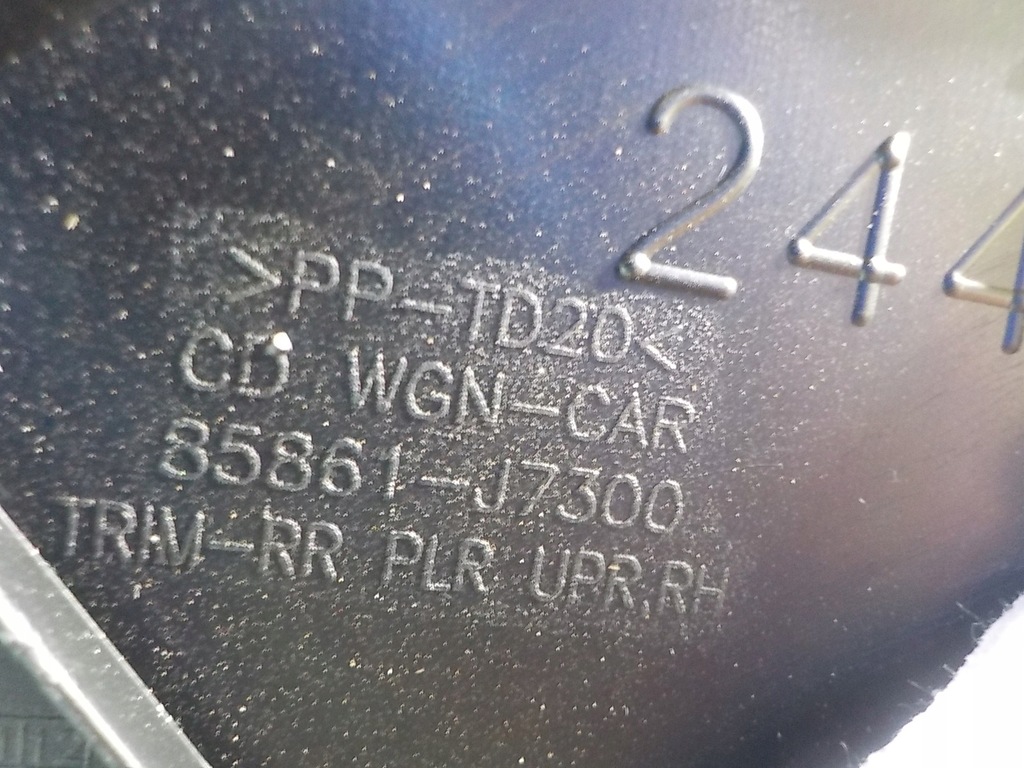 244
>PP-TD20<
CD WGN-CAR
85861-J7300
TRIM-RR PLR UPR,RH